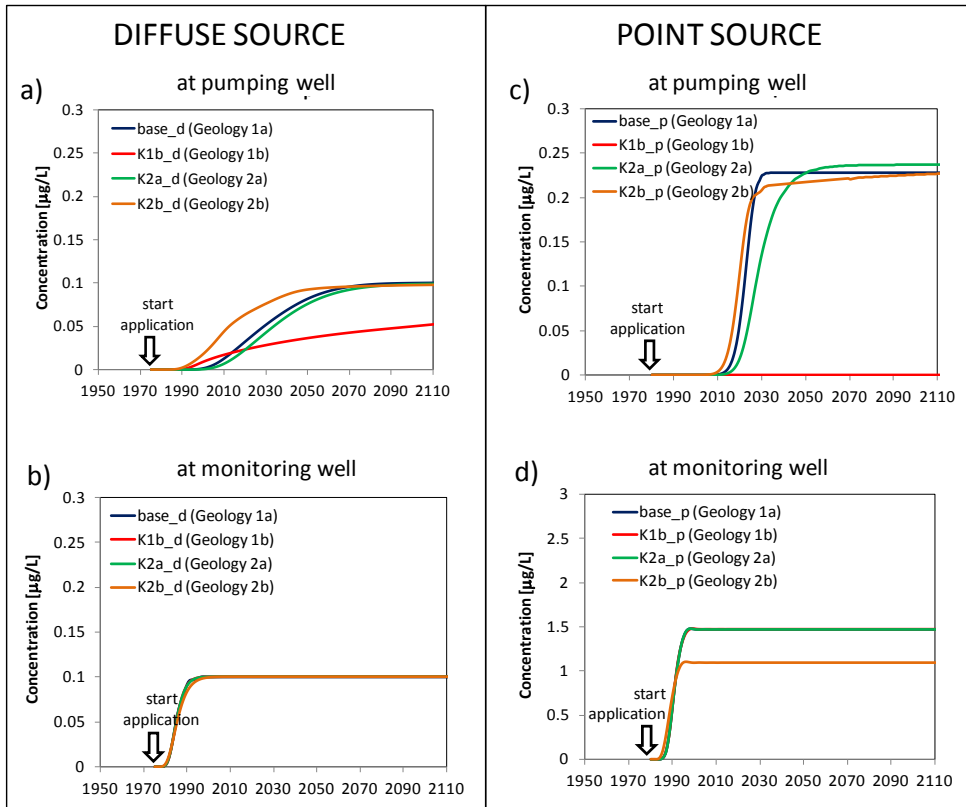 DIFFUSE SOURCE
a)
at pumping well
Concentration [µg/L]
0.3
0.25
0.2
0.15
0.1
0.05
0
base_d (Geology 1a)
K1b_d (Geology 1b)
K2a_d (Geology 2a)
K2b_d (Geology 2b)
start
application
1950 1970 1990 2010 2030 2050 2070 2090 2110
b)
at monitoring well
Concentration [µg/L]
0.3
0.25
0.2
0.15
0.1
0.05
0
base_d (Geology 1a)
K1b_d (Geology 1b)
K2a_d (Geology 2a)
K2b_d (Geology 2b)
start
application
1950 1970 1990 2010 2030 2050 2070 2090 2110
POINT SOURCE
c)
at pumping well
Concentration [µg/L]
0.3
0.25
0.2
0.15
0.1
0.05
0
base_p (Geology 1a)
K1b_p (Geology 1b)
K2a_p (Geology 2a)
K2b_p (Geology 2b)
start
application
1950 1970 1990 2010 2030 2050 2070 2090 2110
d)
at monitoring well
Concentration [µg/L]
3
2.5
2
1.5
1
0.5
0
base_p (Geology 1a)
K1b_p (Geology 1b)
K2a_p (Geology 2a)
K2b_p (Geology 2b)
start
application
1950 1970 1990 2010 2030 2050 2070 2090 2110